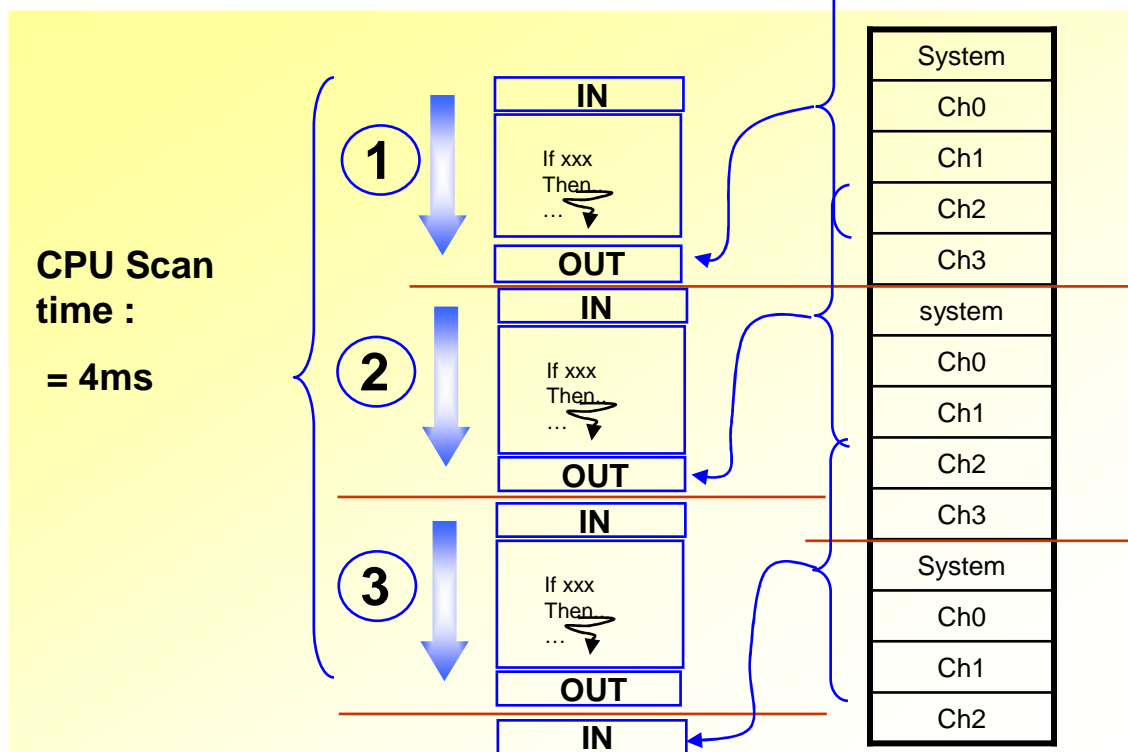 CPU Scan
time :
= 4ms
1
IN
If xxx
Then..
…
OUT
2
IN
If xxx
Then..
…
OUT
3
IN
If xxx
Then..
…
OUT
IN
System
Ch0
Ch1
Ch2
Ch3
system
Ch0
Ch1
Ch2
Ch3
System
Ch0
Ch1
Ch2